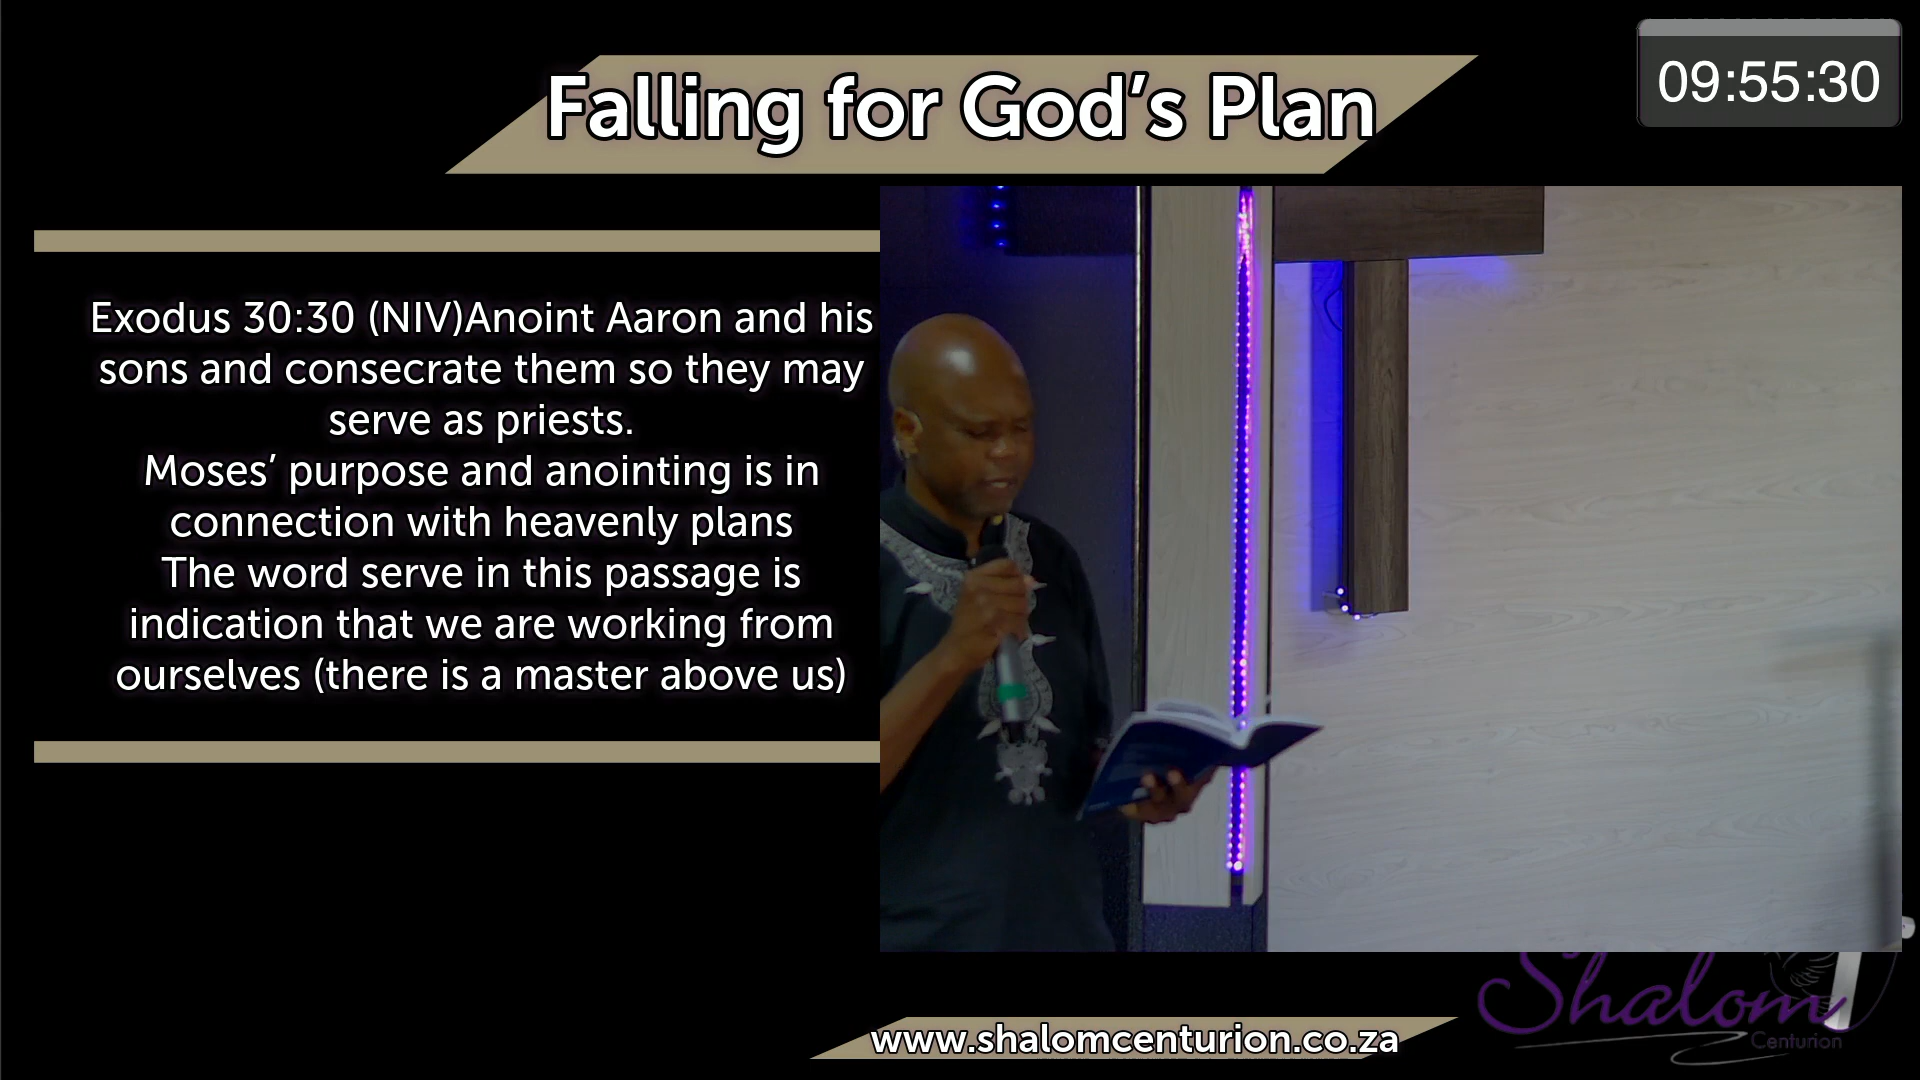 Falling for God’s Plan
09:55:30
Exodus 30:30 (NIV)Anoint Aaron and his
sons and consecrate them so they may
serve as priests.
Moses’ purpose and anointing is in
connection with heavenly plans
The word serve in this passage is
indication that we are working from
ourselves (there is a master above us)
www.shalomcenturion.co.za
Shalom
Centurion